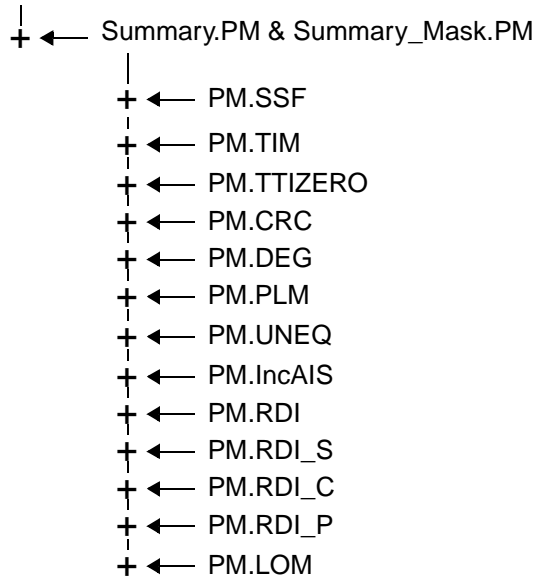 + Summary.PM & Summary_Mask.PM
+ PM.SSF
+ PM.TIM
+ PM.TTIZERO
+ PM.CRC
+ PM.DEG
+ PM.PLM
+ PM.UNEQ
+ PM.IncAIS
+ PM.RDI
+ PM.RDI_S
+ PM.RDI_C
+ PM.RDI_P
+ PM.LOM